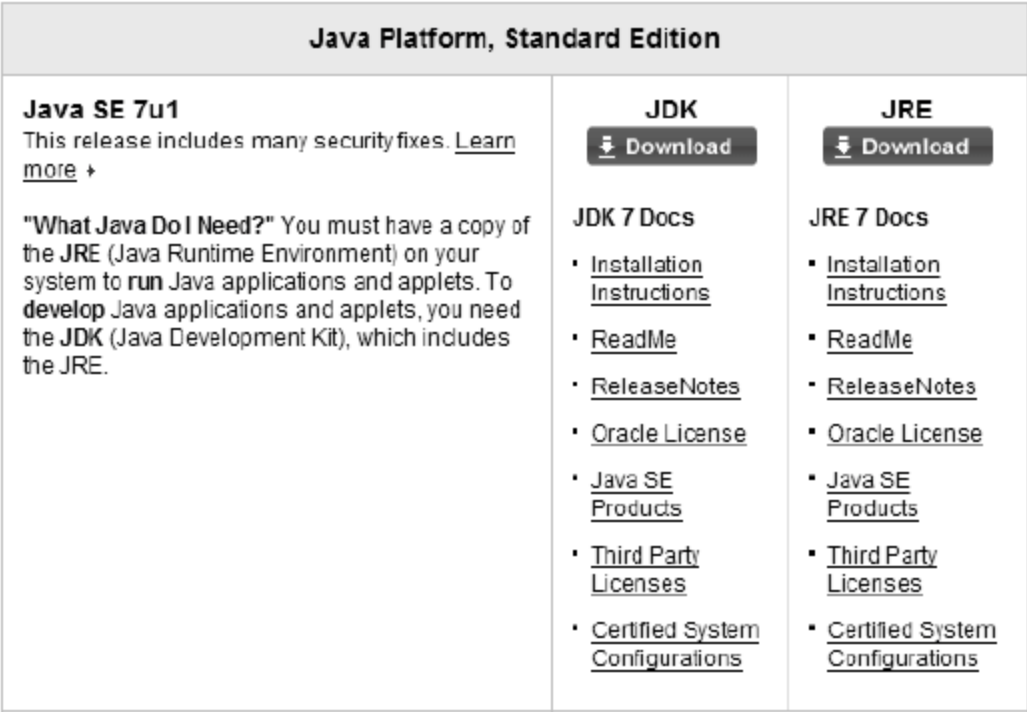 Java Platform, Standard Edition
Java SE 7u1
This release includes many security fixes. Learn
more
"What Java Do I Need?" You must have a copy of
the JRE (Java Runtime Environment) on your
system to run Java applications and applets. To
develop Java applications and applets, you need
the JDK (Java Development Kit), which includes
the JRE.
JDK
Download
JDK 7 Docs
Installation
Instructions
ReadMe
ReleaseNotes
Oracle License
Java SE
Products
Third Party
Licenses
Certified System
Configurations
JRE
Download
JRE 7 Docs
Installation
Instructions
ReadMe
ReleaseNotes
Oracle License
Java SE
Products
Third Party
Licenses
Certified System
Configurations